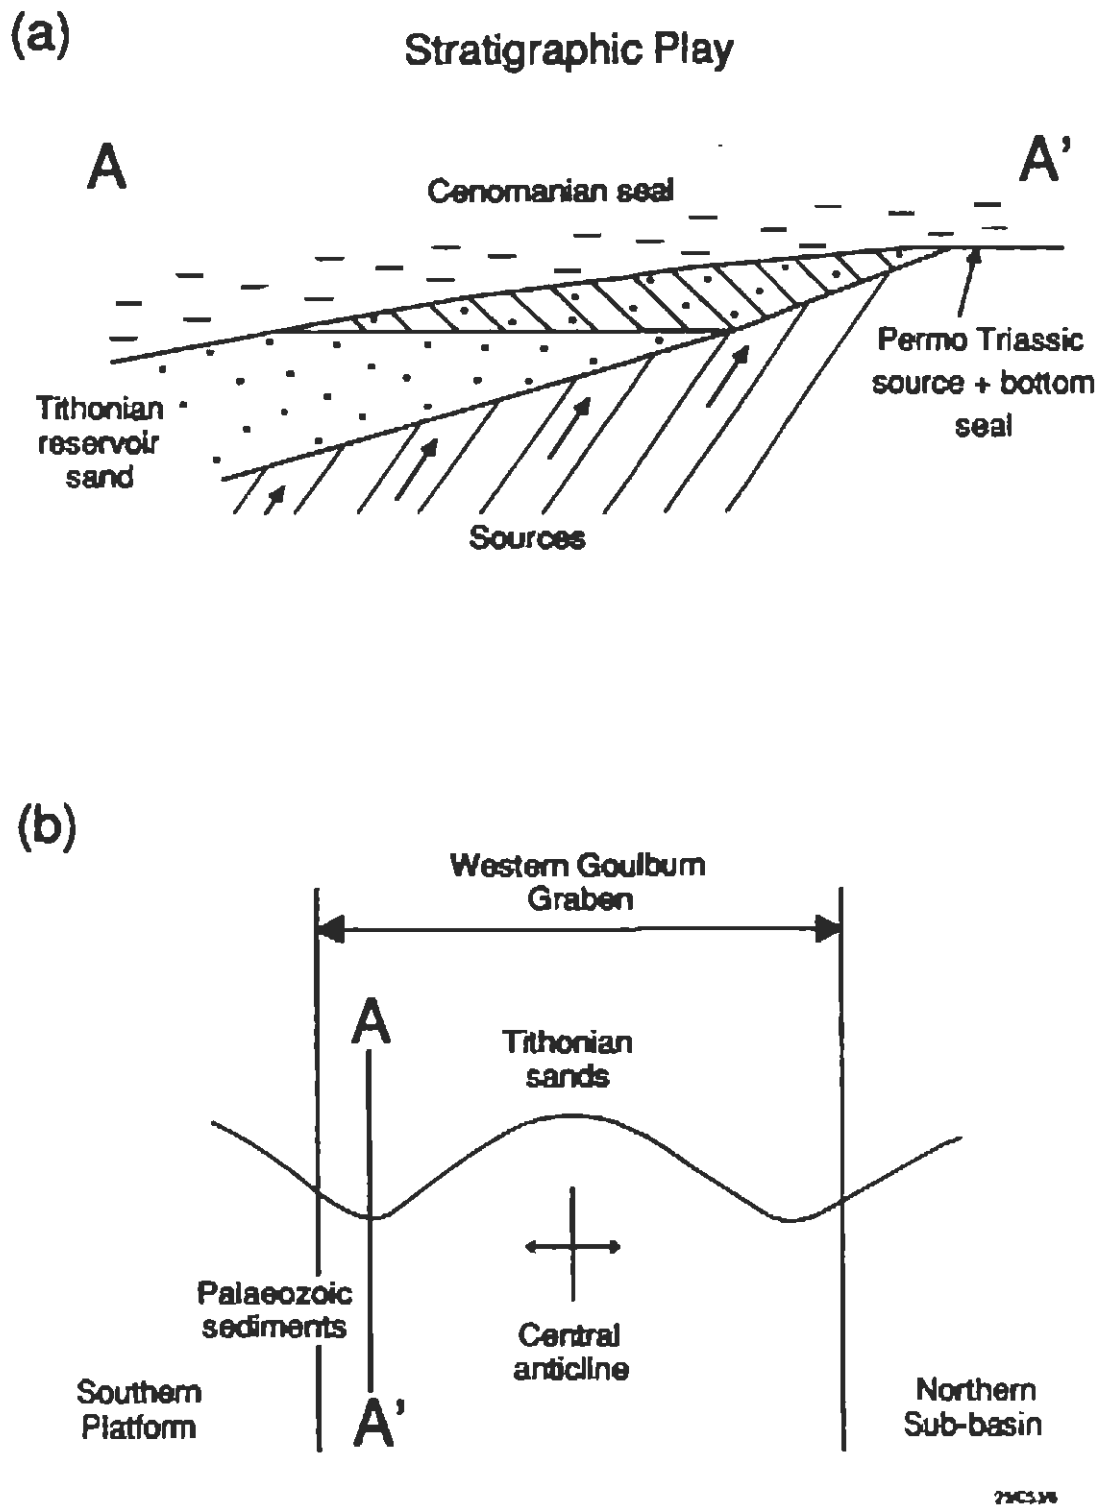 (a)
Stratigraphic Play
A
A'
Cenomanian seal
Permo Triassic
source + bottom
seal
Tithonian
reservoir
sand
Sources
(b)
Western Goulburn
Graben
A
Tithonian
sands
Palaeozoic
sediments
Central
anticline
Southern
Platform
A'
Northern
Sub-basin